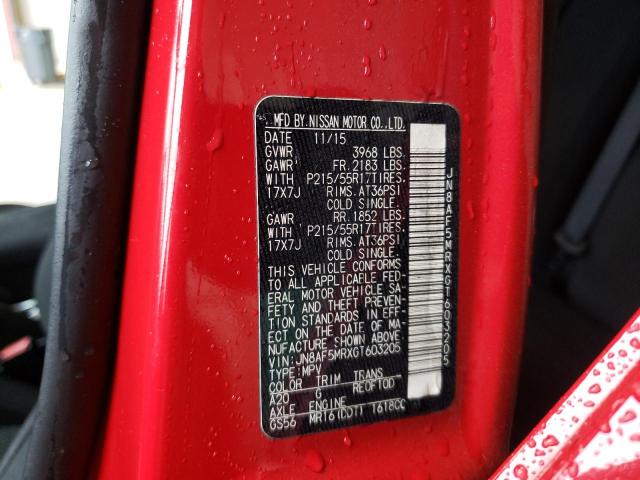 MFD BY NISSAN MOTOR CO.,LTD.
DATE 11/15
GVWR 3968 LBS.
GAWR FR.2183 LBS.
WITH P215/55R17TIRES.
17X7J RIMS.AT36PSI
COLD SINGLE.
GAWR RR.1852 LBS.
WITH P215/55R17TIRES.
17X7J RIMS.AT36PSI
COLD SINGLE.
THIS VEHICLE CONFORMS
TO ALL APPLICABLE FED-
ERAL MOTOR VEHICLE SA-
FETY AND THEFT PREVEN-
TION STANDARDS IN EFF-
ECT ON THE DATE OF MA-
NUFACTURE SHOWN ABOVE
VIN:JN8AF5MRXGT603205
TYPE:MPV
COLOR TRIM TRANS
A20 G RE0F10D
AXLE ENGINE
GS56 MR16(DDT) 1618CC
JN8AF5MRXGT603205